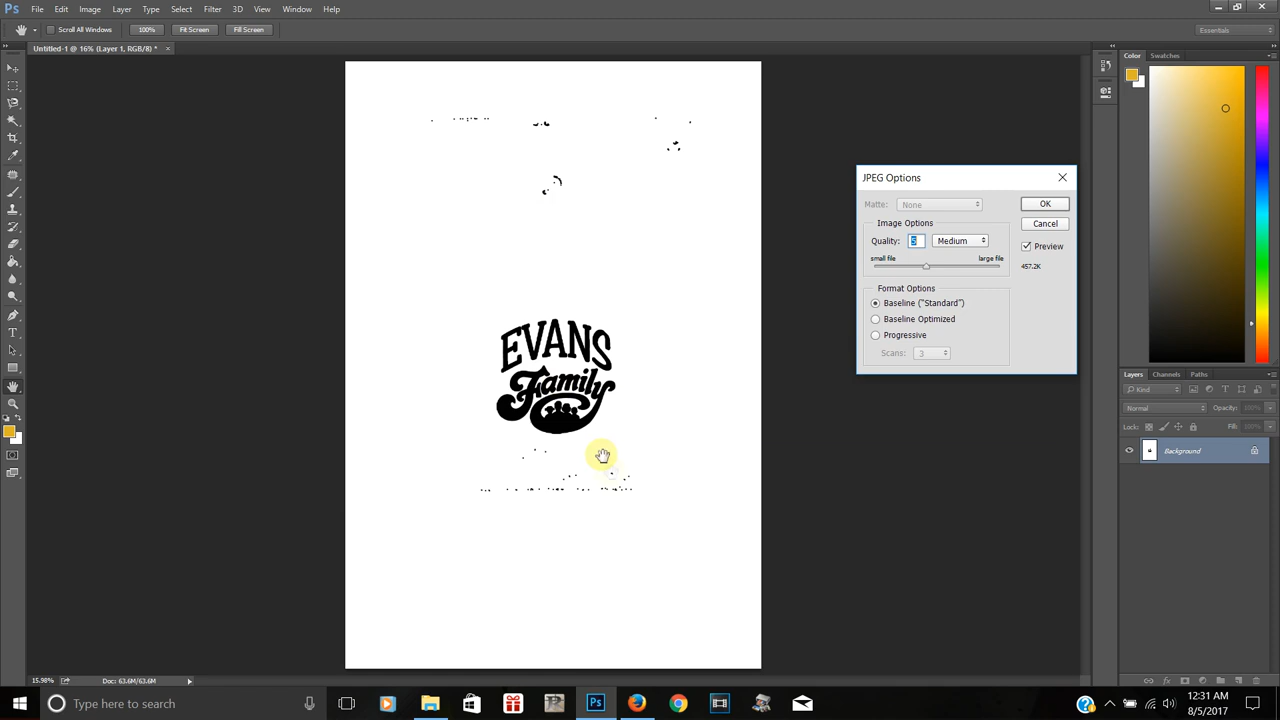 Ps File Edit Image Layer Type Select Filter 3D View Window Help
Scroll All Windows 100% Fit Screen Fill Screen Essentials
Untitled-1 @ 16% (Layer 1, RGB/8) * ×
Color Swatches
JPEG Options
Matte: None OK
Image Options Cancel
Quality: 5 Medium Preview
small file large file 457.2K
Format Options
Baseline ("Standard")
Baseline Optimized
Progressive
Scans: 3
EVANS
Family
Layers Channels Paths
Kind
Normal Opacity: 100%
Lock: Fill: 100%
Background
15.98% Doc: 63.6M/63.6M
Type here to search
12:31 AM
8/5/2017